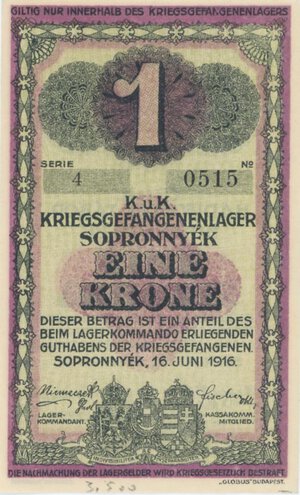 GILTIG NUR INNERHALB DES KRIEGSGEFANGENENLAGERS
1
SERIE No
4 0515
K.u.K.
KRIEGSGEFANGENENLAGER
SOPRONNYÉK
EINE
KRONE
DIESER BETRAG IST EIN ANTEIL DES
BEIM LAGERKOMMANDO ERLIEGENDEN
GUTHABENS DER KRIEGSGEFANGENEN.
SOPRONNYÉK, 16. JUNI 1916.
LAGER-
KOMMANDANT.
KASSAKOMM.
MITGLIED.
DIE NACHMACHUNG DER LAGERGELDER WIRD KRIEGSGESETZLICH BESTRAFT.
„GLOBUS" BUDAPEST.